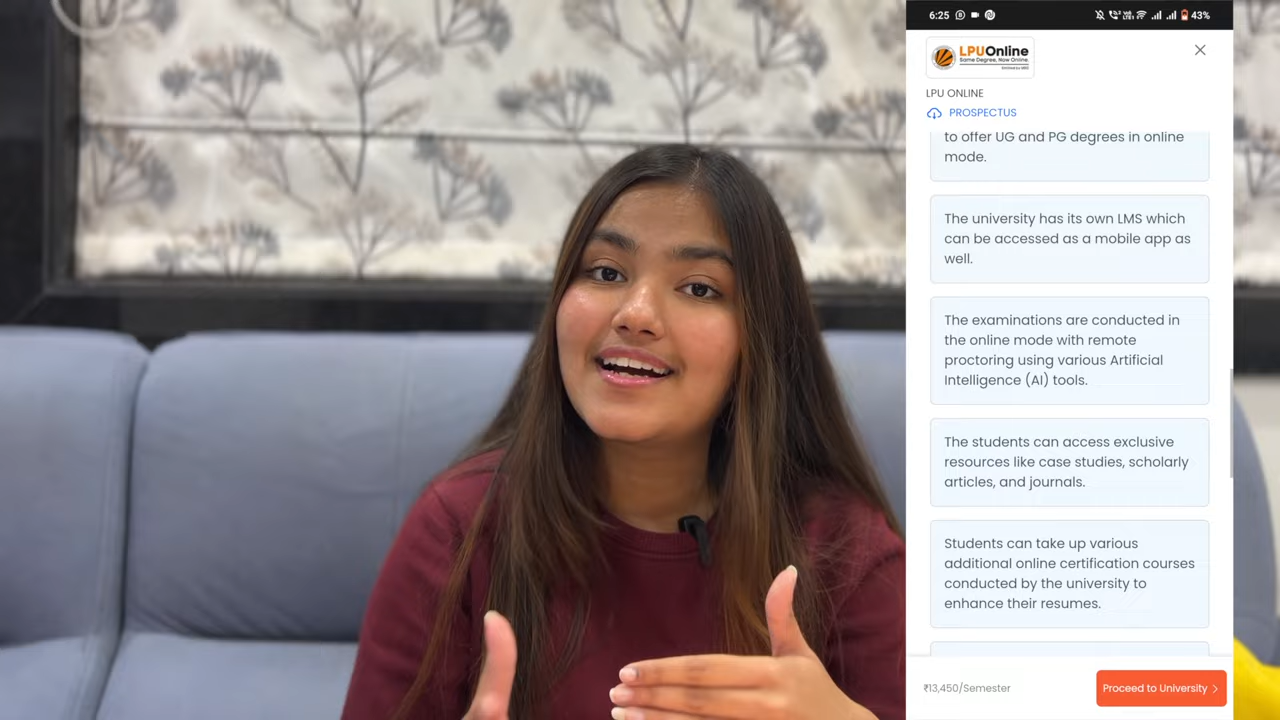 6:25
43%
LPUOnline
Same Degree, Now Online.
LPU ONLINE
PROSPECTUS
to offer UG and PG degrees in online
mode.
The university has its own LMS which
can be accessed as a mobile app as
well.
The examinations are conducted in
the online mode with remote
proctoring using various Artificial
Intelligence (AI) tools.
The students can access exclusive
resources like case studies, scholarly
articles, and journals.
Students can take up various
additional online certification courses
conducted by the university to
enhance their resumes.
₹13,450/Semester
Proceed to University